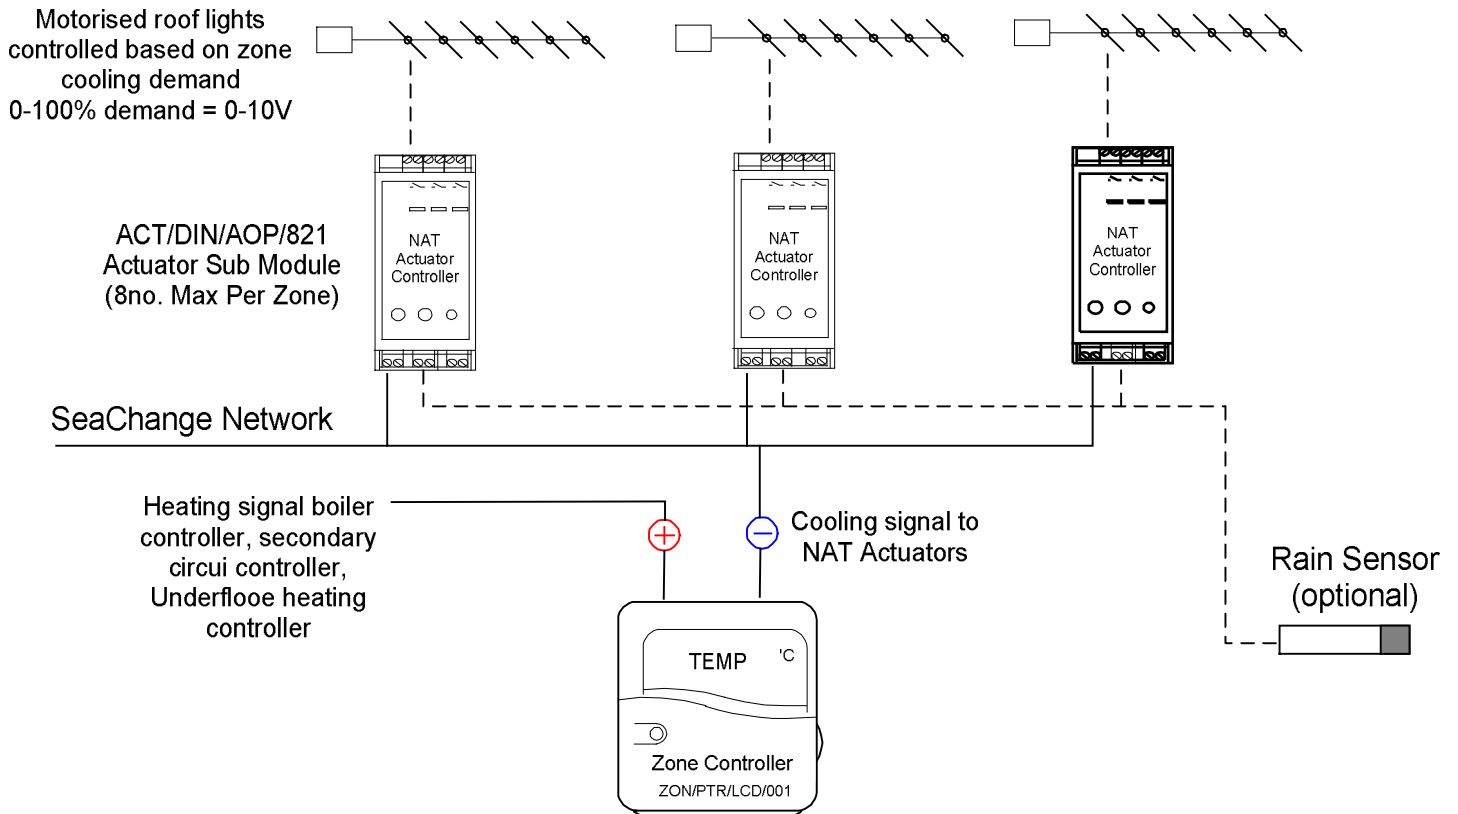 Motorised roof lights
controlled based on zone
cooling demand
0-100% demand = 0-10V
ACT/DIN/AOP/821
Actuator Sub Module
(8no. Max Per Zone)
NAT
Actuator
Controller
NAT
Actuator
Controller
NAT
Actuator
Controller
SeaChange Network
Heating signal boiler
controller, secondary
circui controller,
Underflooe heating
controller
Cooling signal to
NAT Actuators
Rain Sensor
(optional)
TEMP 'C
Zone Controller
ZON/PTR/LCD/001